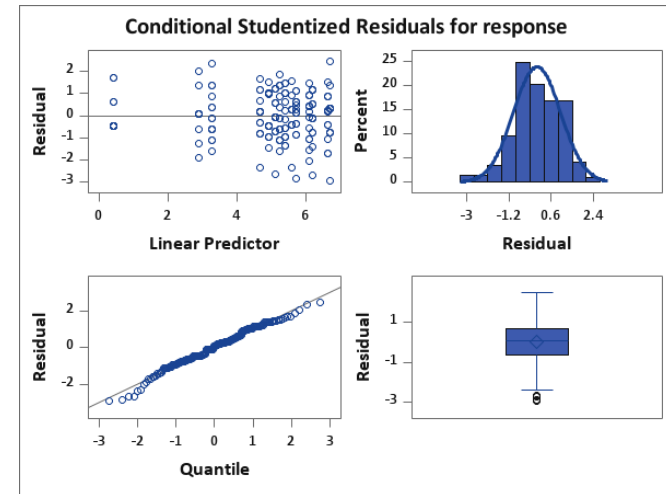 Conditional Studentized Residuals for response
Residual
2
1
0
-1
-2
-3
0 2 4 6
Linear Predictor
Percent
25
20
15
10
5
0
-3 -1.2 0.6 2.4
Residual
Residual
2
0
-2
-3 -2 -1 0 1 2 3
Quantile
Residual
1
-1
-3